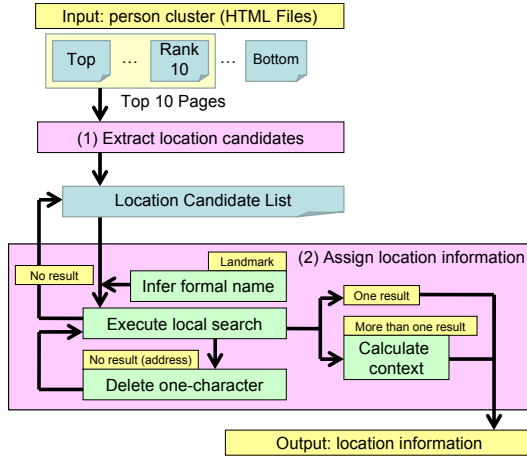 Input: person cluster (HTML Files)
Top … Rank 10 … Bottom
Top 10 Pages
(1) Extract location candidates
Location Candidate List
(2) Assign location information
Landmark
No result
Infer formal name
One result
Execute local search
More than one result
No result (address)
Calculate
context
Delete one-character
Output: location information